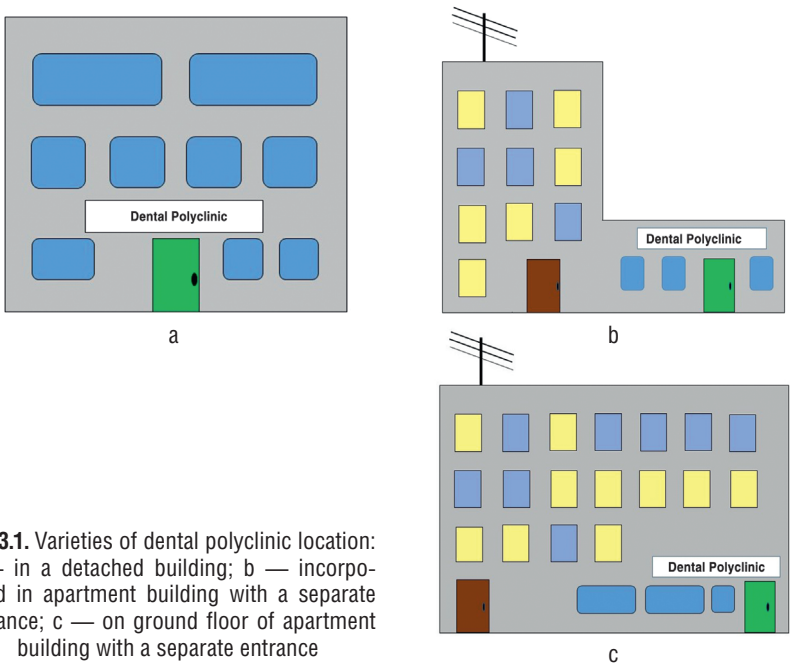 Dental Polyclinic
a
Dental Polyclinic
b
Dental Polyclinic
c
3.1. Varieties of dental polyclinic location:
- in a detached building; b — incorpo-
d in apartment building with a separate
ance; c — on ground floor of apartment
building with a separate entrance